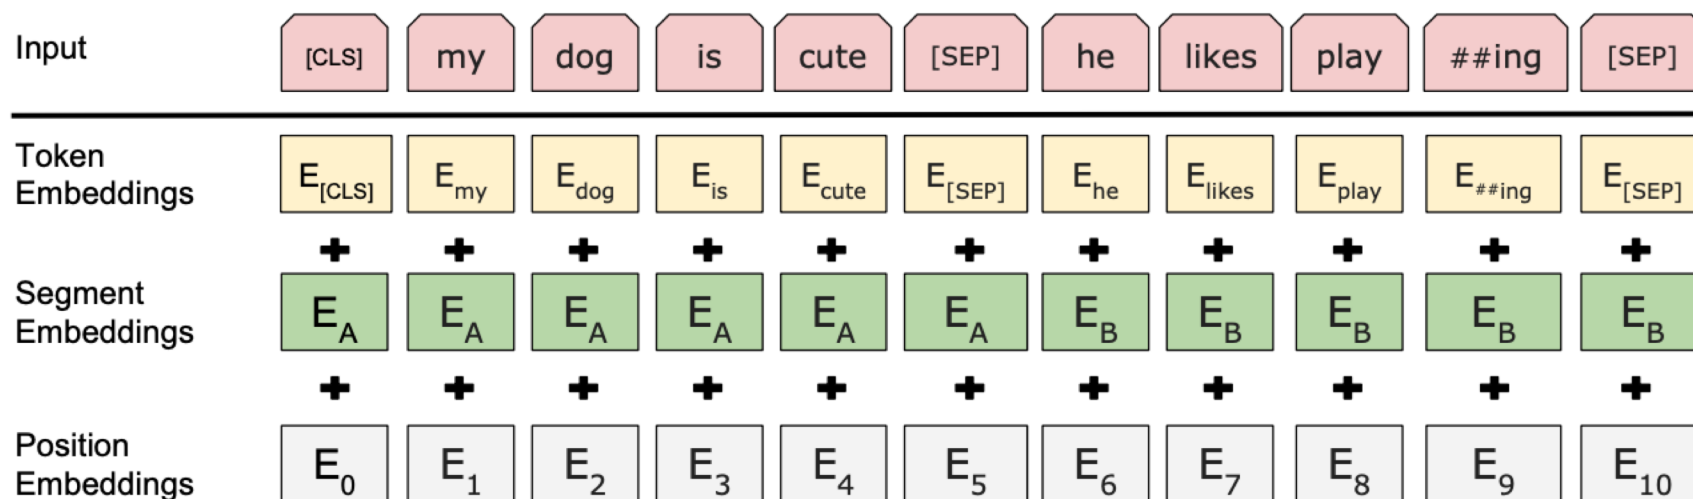 Input [CLS] my dog is cute [SEP] he likes play ##ing [SEP]
Token
Embeddings E[CLS] Emy Edog Eis Ecute E[SEP] Ehe Elikes Eplay E##ing E[SEP]
+ + + + + + + + + + +
Segment
Embeddings EA EA EA EA EA EA EB EB EB EB EB
+ + + + + + + + + + +
Position
Embeddings E0 E1 E2 E3 E4 E5 E6 E7 E8 E9 E10